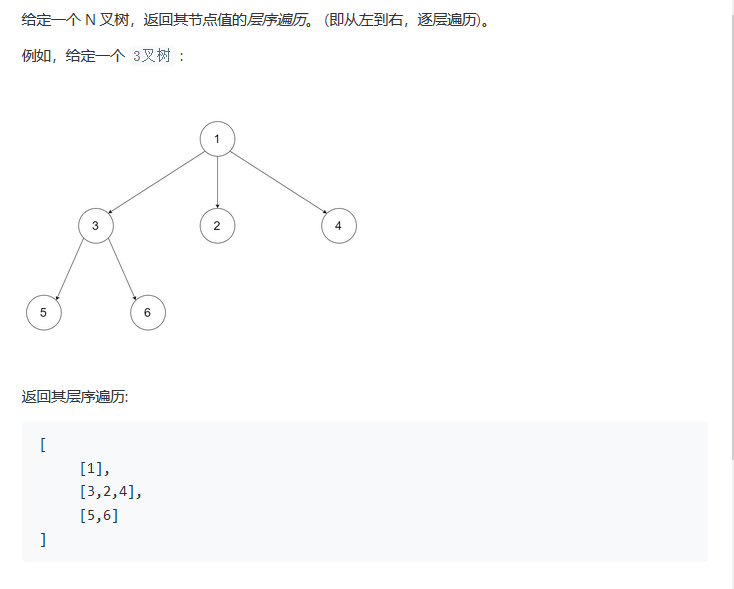 给定一个 N 叉树，返回其节点值的层序遍历。(即从左到右，逐层遍历)。
例如，给定一个 3叉树 :
1
3 2 4
5 6
返回其层序遍历:
[
[1],
[3,2,4],
[5,6]
]